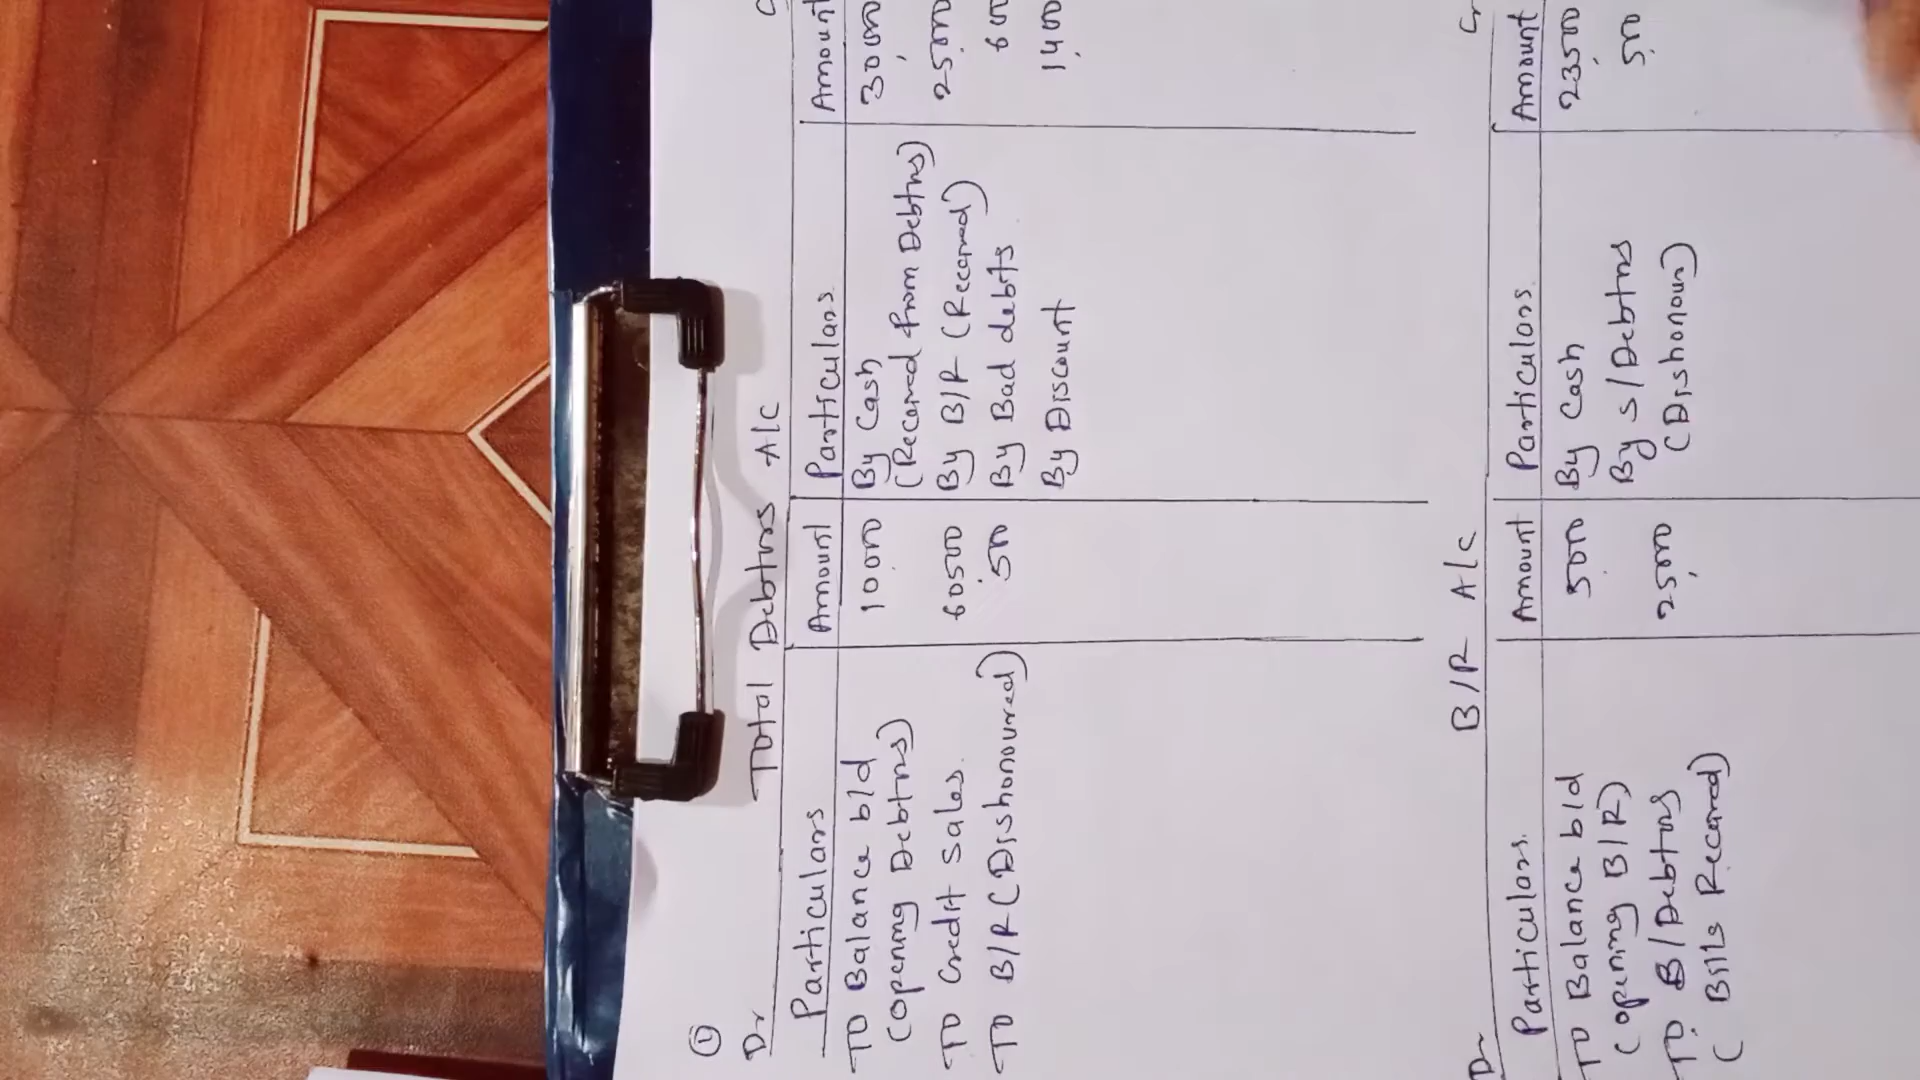 ①
Total Debtors A/C
Dr
Particulars Amount Particulars. Amount
To Balance b/d 10000 By Cash 30000
(Opening Debtors) (Received from Debtors)
To Credit Sales. 60500 By B/R (Received) 25000
To B/R (Dishonoured) 500 By Bad debits 600
By Discount 1400
B/R A/c
Dr Cr
Particulars. Amount Particulars. Amount
To Balance b/d 5000 By Cash 23500
(Opening B/R) By S/Debtors 500
To B/Debtors 25000 (Dishonour)
(Bills Received)